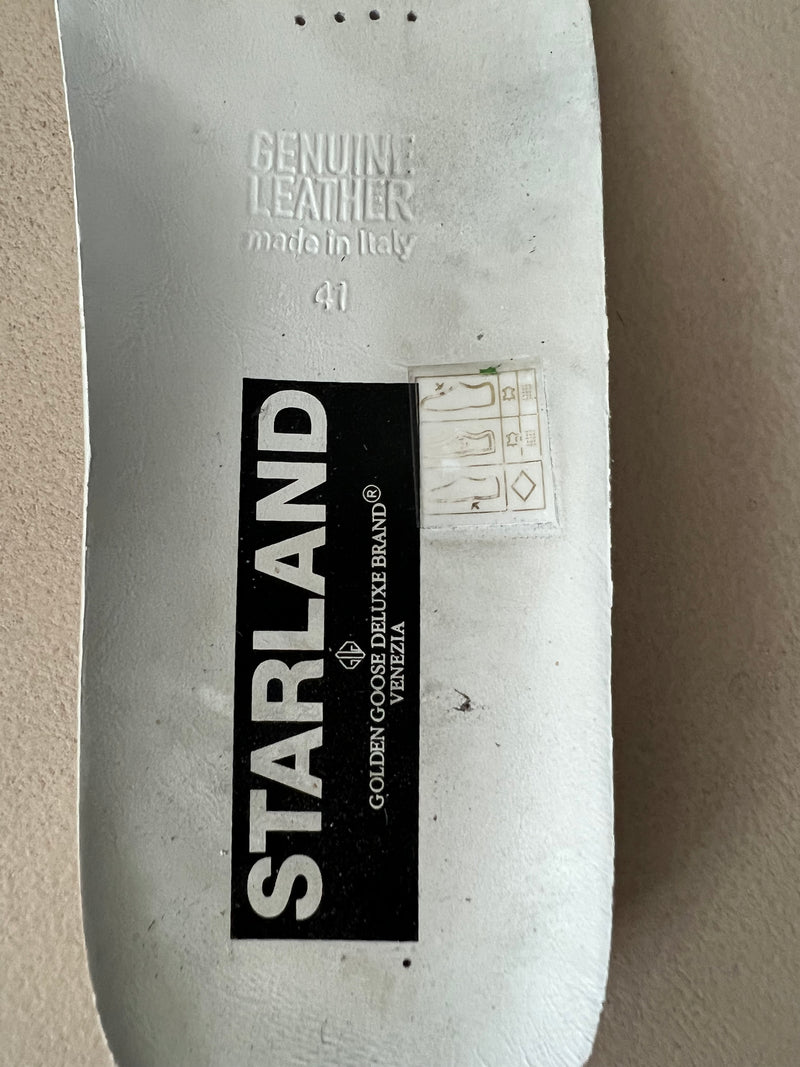 GENUINE
LEATHER
made in Italy
41
STARLAND
GOLDEN GOOSE DELUXE BRAND®
VENEZIA